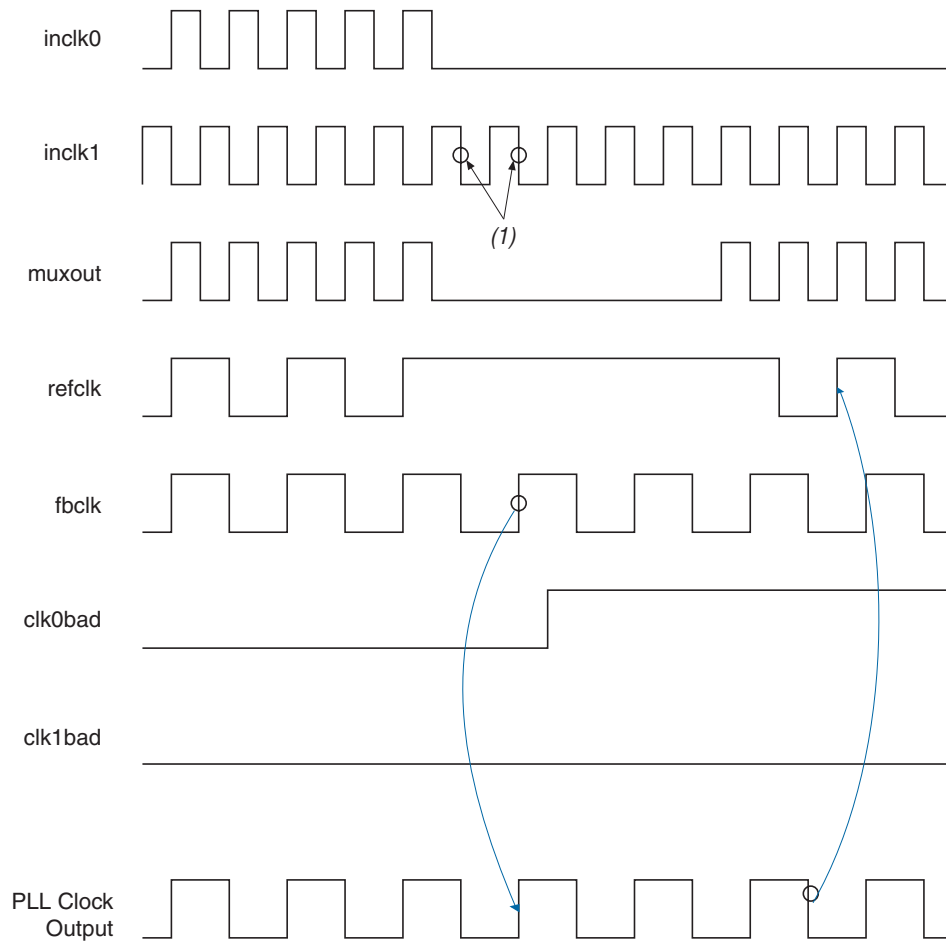 inclk0
inclk1
(1)
muxout
refclk
fbclk
clk0bad
clk1bad
PLL Clock
Output